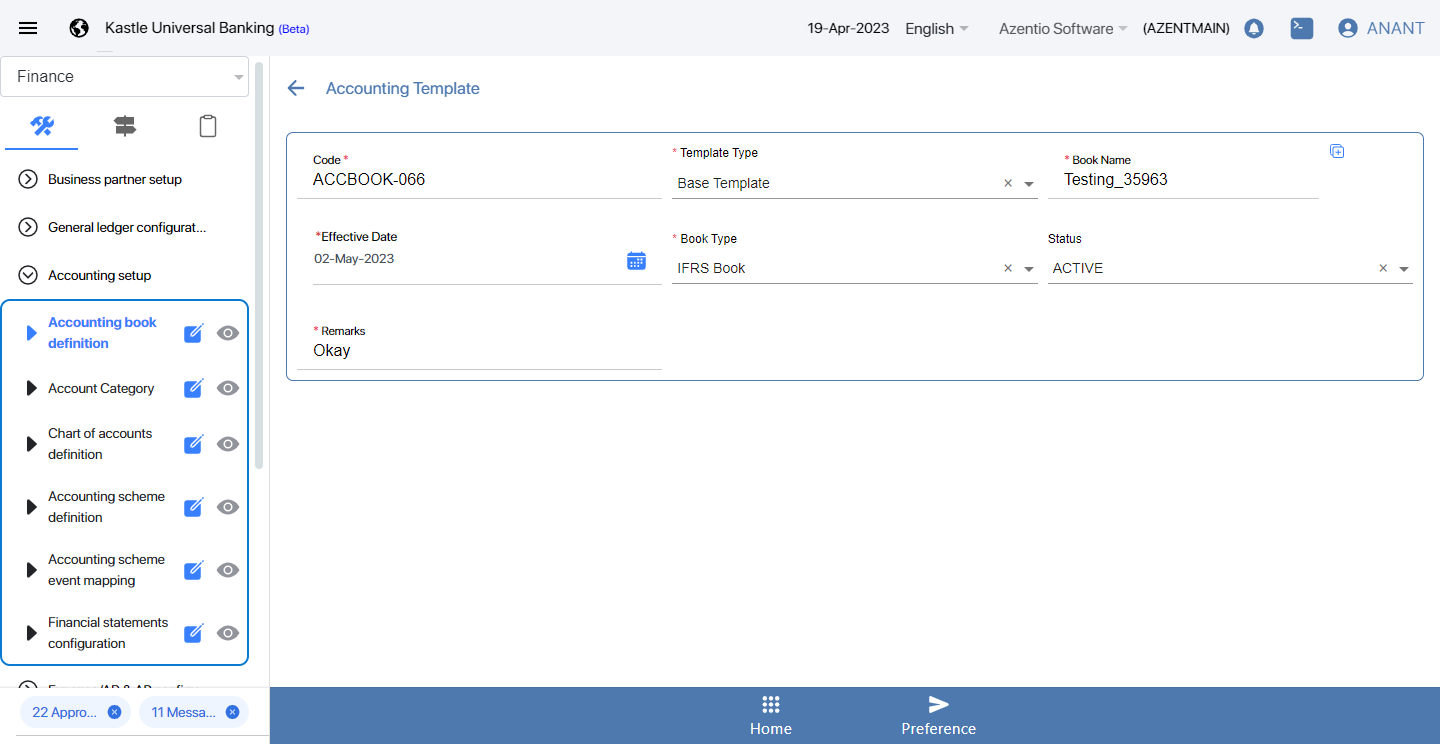 Kastle Universal Banking (Beta)
19-Apr-2023
English
Azentio Software
(AZENTMAIN)
ANANT
Finance
Business partner setup
General ledger configurat...
Accounting setup
Accounting book
definition
Account Category
Chart of accounts
definition
Accounting scheme
definition
Accounting scheme
event mapping
Financial statements
configuration
22 Appro...
11 Messa...
Accounting Template
Code *
ACCBOOK-066
* Template Type
Base Template
* Book Name
Testing_35963
*Effective Date
02-May-2023
* Book Type
IFRS Book
Status
ACTIVE
* Remarks
Okay
Home
Preference